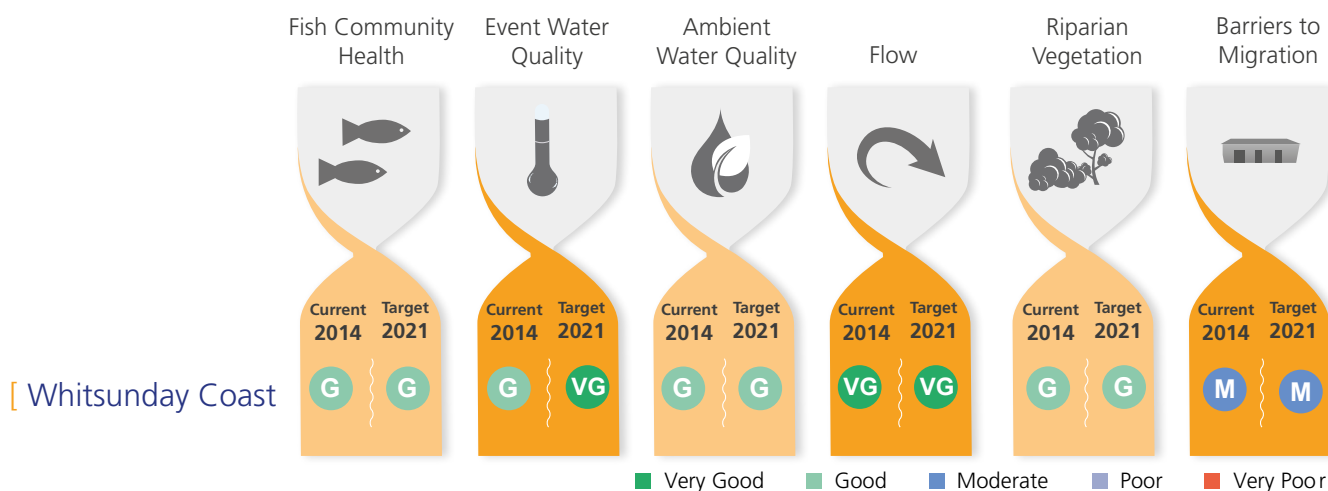 Fish Community
Health
Event Water
Quality
Ambient
Water Quality
Flow
Riparian
Vegetation
Barriers to
Migration
Current Target
2014 2021
Current Target
2014 2021
Current Target
2014 2021
Current Target
2014 2021
Current Target
2014 2021
Current Target
2014 2021
[ Whitsunday Coast
G G
G VG
G G
VG VG
G G
M M
Very Good Good Moderate Poor Very Poor